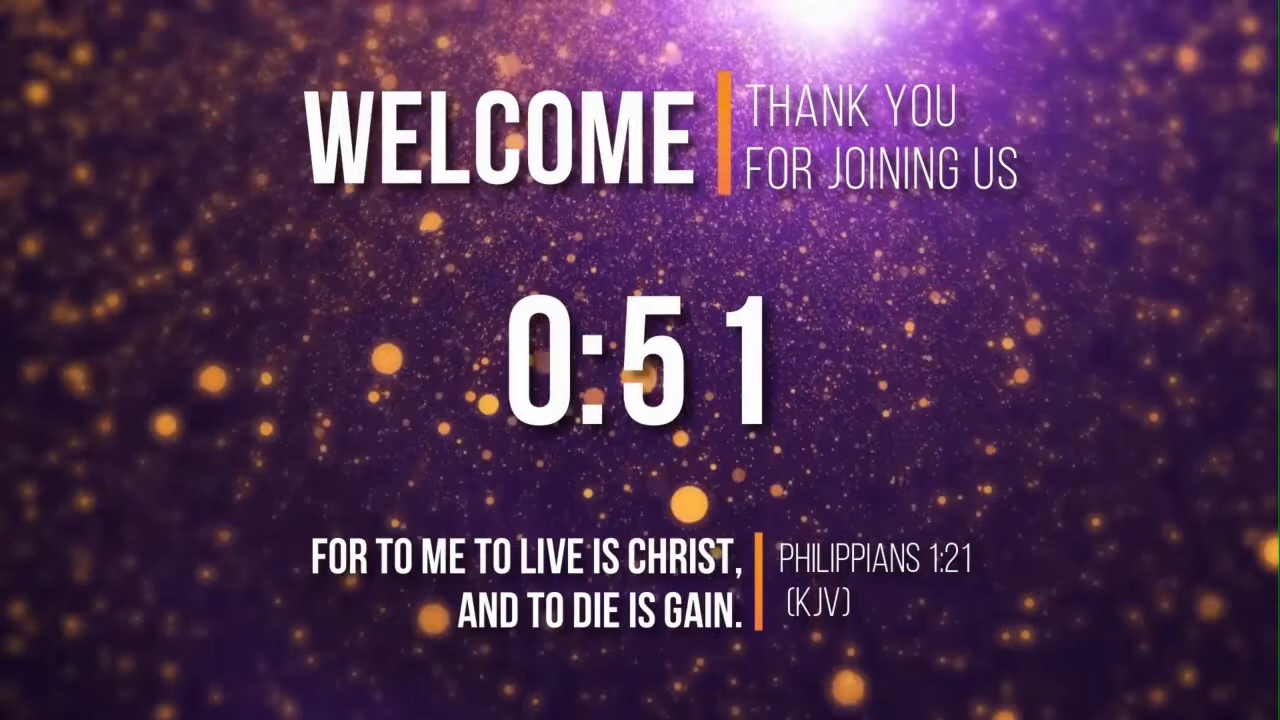 WELCOME
THANK YOU
FOR JOINING US
0:51
FOR TO ME TO LIVE IS CHRIST,
AND TO DIE IS GAIN.
PHILIPPIANS 1:21
(KJV)